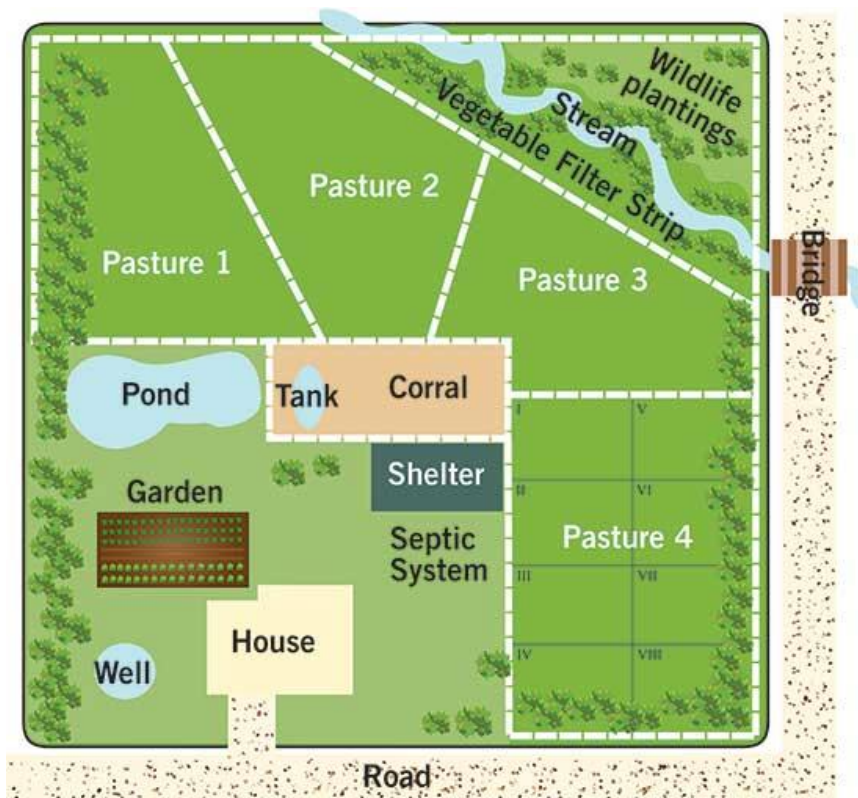 Wildlife
plantings
Stream
Vegetable Filter Strip
Pasture 2
Pasture 1
Pasture 3
Bridge
Pond
Tank
Corral
I
V
Shelter
II
VI
Garden
Septic
System
Pasture 4
III
VII
House
Well
IV
VIII
Road